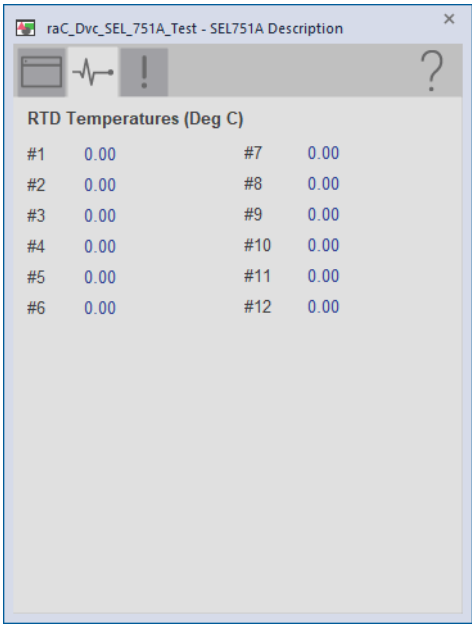 raC_Dvc_SEL_751A_Test - SEL751A Description
RTD Temperatures (Deg C)
#1 0.00 #7 0.00
#2 0.00 #8 0.00
#3 0.00 #9 0.00
#4 0.00 #10 0.00
#5 0.00 #11 0.00
#6 0.00 #12 0.00